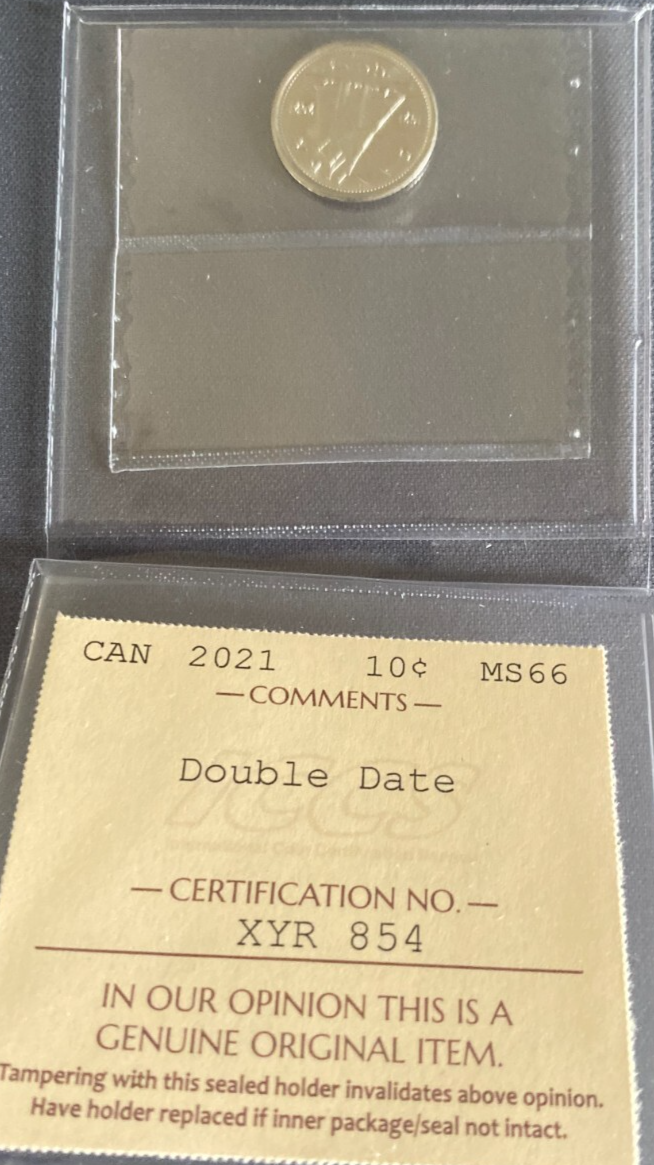 CAN 2021 10¢ MS66
— COMMENTS —
Double Date
ICCS
— CERTIFICATION NO. —
XYR 854
IN OUR OPINION THIS IS A
GENUINE ORIGINAL ITEM.
Tampering with this sealed holder invalidates above opinion.
Have holder replaced if inner package/seal not intact.